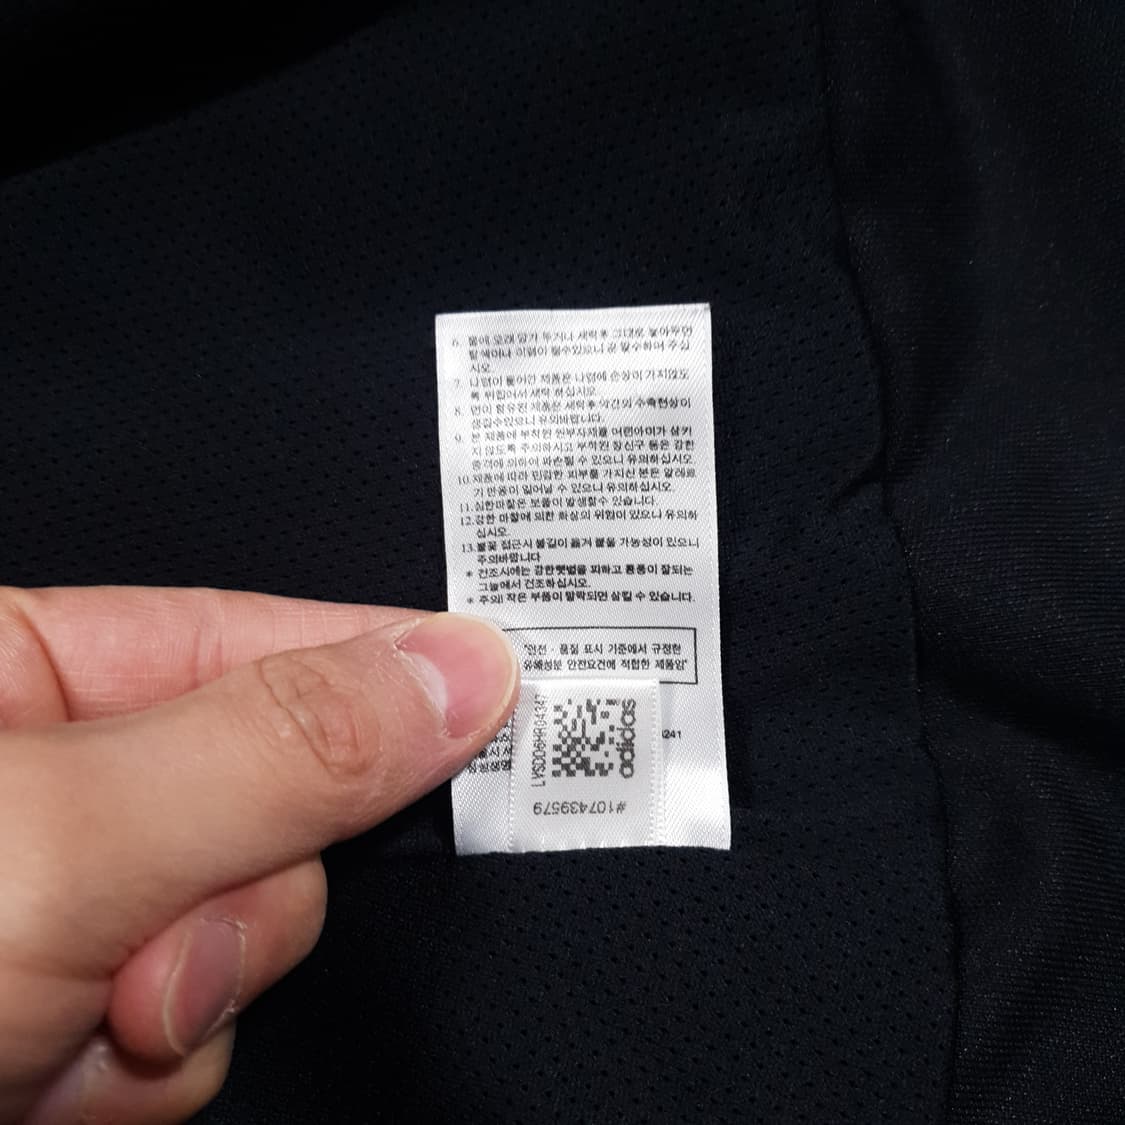 6. 물에 오래 담가 두거나 세탁후 그대로 놓아두면
탈색이나 이염이 될수있으니 곧 탈수하여 주십
시오.
7. 나염이 들어간 제품은 나염에 손상이 가지않도
록 뒤집어서 세탁 하십시오
8. 면이 함유된 제품은 세탁후 약간의 수축현상이
생길수있으니 유의바랍니다.
9. 본 제품에 부착된 원부자재를 어린아이가 삼키
지 않도록 주의하시고 부착된 장신구 등은 강한
충격에 의하여 파손될 수 있으니 유의하십시오
10.제품에 따라 민감한 피부를 가지신 분은 알레르
기 반응이 일어날 수 있으니 유의하십시오.
11.심한마찰은 보풀이 발생할수 있습니다.
12.강한 마찰에 의한 화상의 위험이 있으니 유의하
십시오.
13.불꽃 접근시 불길이 옮겨 붙을 가능성이 있으니
주의바랍니다
* 건조시에는 강한햇볕을 피하고 통풍이 잘되는
그늘에서 건조하십시오.
* 주의! 작은 부품이 탈락되면 삼킬 수 있습니다.
"안전 · 품질 표시 기준에서 규정한
유해성분 안전요건에 적합한 제품임"
241
LYSD06HR04347
adidas
#107439579